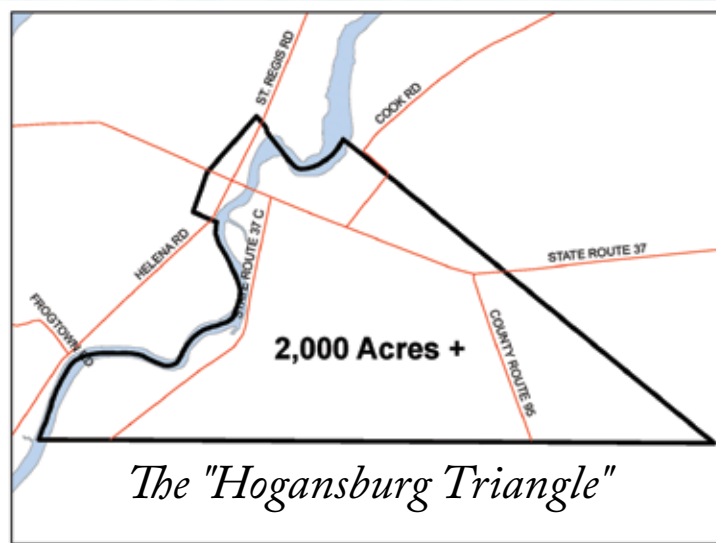 ST. REGIS RD
COOK RD
HELENA RD
STATE ROUTE 37 C
STATE ROUTE 37
FROGTOWN RD
COUNTY ROUTE 95
2,000 Acres +
The "Hogansburg Triangle"